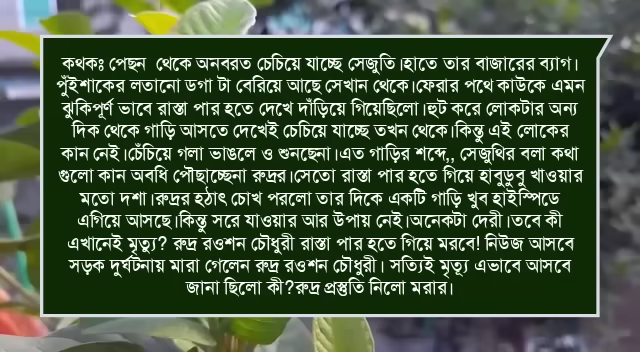 কথকঃ পেছন থেকে অনবরত চেচিয়ে যাচ্ছে সেজুতি।হাতে তার বাজারের ব্যাগ।
পুঁইশাকের লতানো ডগা টা বেরিয়ে আছে সেখান থেকে।ফেরার পথে কাউকে এমন
ঝুকিপূর্ণ ভাবে রাস্তা পার হতে দেখে দাঁড়িয়ে গিয়েছিলো।হুট করে লোকটার অন্য
দিক থেকে গাড়ি আসতে দেখেই চেচিয়ে যাচ্ছে তখন থেকে।কিন্তু এই লোকের
কান নেই।চেঁচিয়ে গলা ভাঙলে ও শুনছেনা।এত গাড়ির শব্দে,, সেজুথির বলা কথা
গুলো কান অবধি পৌছাচ্ছেনা রুদ্রর।সেতো রাস্তা পার হতে গিয়ে হাবুডুবু খাওয়ার
মতো দশা।রুদ্রর হঠাৎ চোখ পরলো তার দিকে একটি গাড়ি খুব হাইস্পিডে
এগিয়ে আসছে।কিন্তু সরে যাওয়ার আর উপায় নেই।অনেকটা দেরী।তবে কী
এখানেই মৃত্যু? রুদ্র রওশন চৌধুরী রাস্তা পার হতে গিয়ে মরবে! নিউজ আসবে
সড়ক দুর্ঘটনায় মারা গেলেন রুদ্র রওশন চৌধুরী। সত্যিই মৃত্যু এভাবে আসবে
জানা ছিলো কী?রুদ্র প্রস্তুতি নিলো মরার।